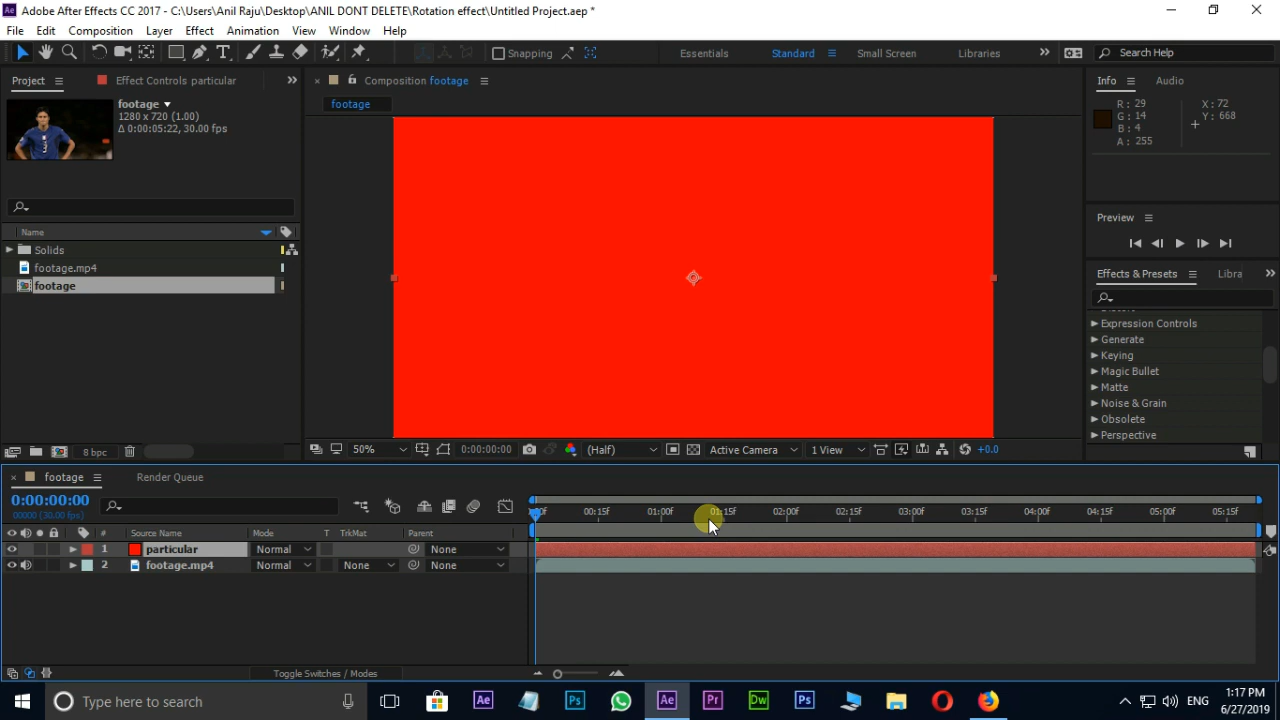 Adobe After Effects CC 2017 - C:\Users\Anil Raju\Desktop\ANIL DONT DELETE\Rotation effect\Untitled Project.aep *
File Edit Composition Layer Effect Animation View Window Help
Snapping Essentials Standard Small Screen Libraries Search Help
Project Effect Controls particular Composition footage Info Audio
footage
1280 x 720 (1.00)
Δ 0:00:05:22, 30.00 fps
footage
R : 29
G : 14
B : 4
A : 255
X : 72
Y : 668
Preview
Name
Solids
footage.mp4
footage
Effects & Presets Libra
Expression Controls
Generate
Keying
Magic Bullet
Matte
Noise & Grain
Obsolete
Perspective
8 bpc 50% 0:00:00:00 (Half) Active Camera 1 View +0.0
footage Render Queue
0:00:00:00
00000 (30.00 fps)
00:15f 01:00f 01:15f 02:00f 02:15f 03:00f 03:15f 04:00f 04:15f 05:00f 05:15f
# Source Name Mode T TrkMat Parent
1 particular Normal None
2 footage.mp4 Normal None None
Toggle Switches / Modes
Type here to search
ENG
1:17 PM
6/27/2019